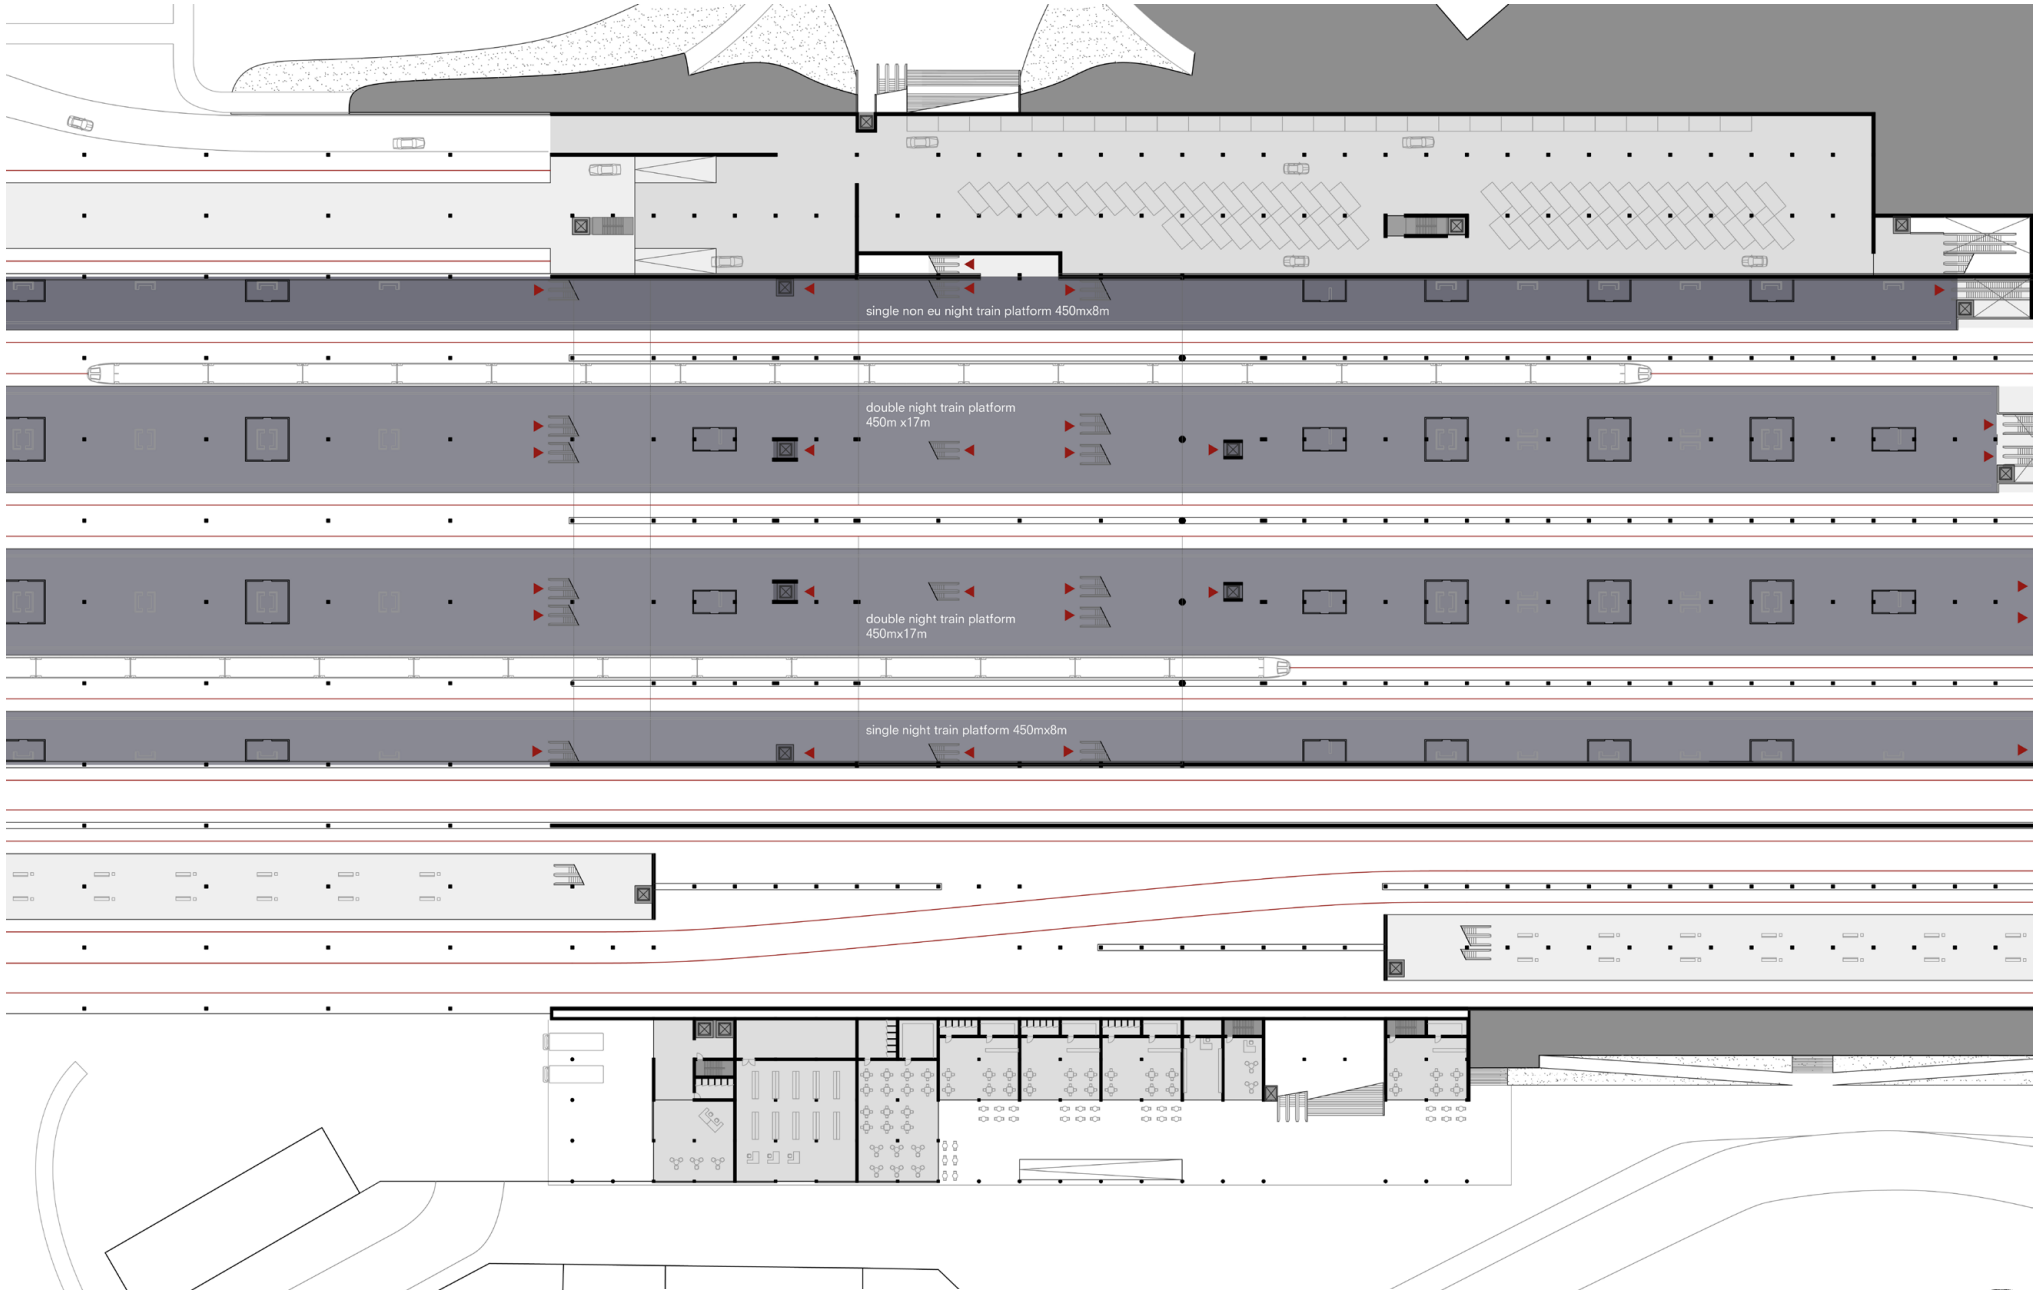 single non eu night train platform 450mx8m
double night train platform
450m x17m
double night train platform
450mx17m
single night train platform 450mx8m